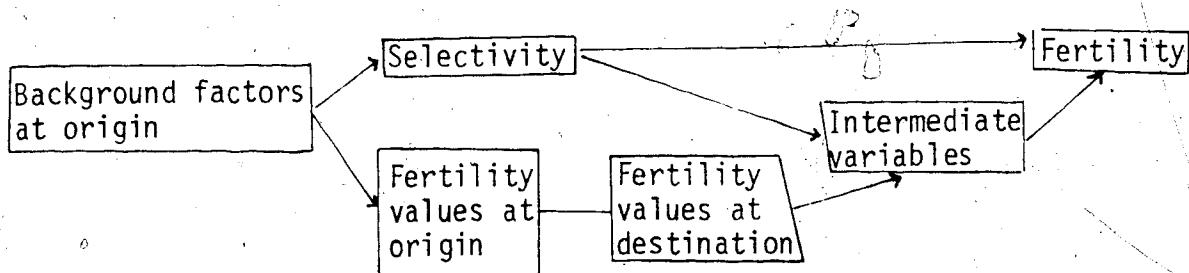 Selectivity
Fertility
Background factors
at origin
Intermediate
variables
Fertility
values at
origin
Fertility
values at
destination